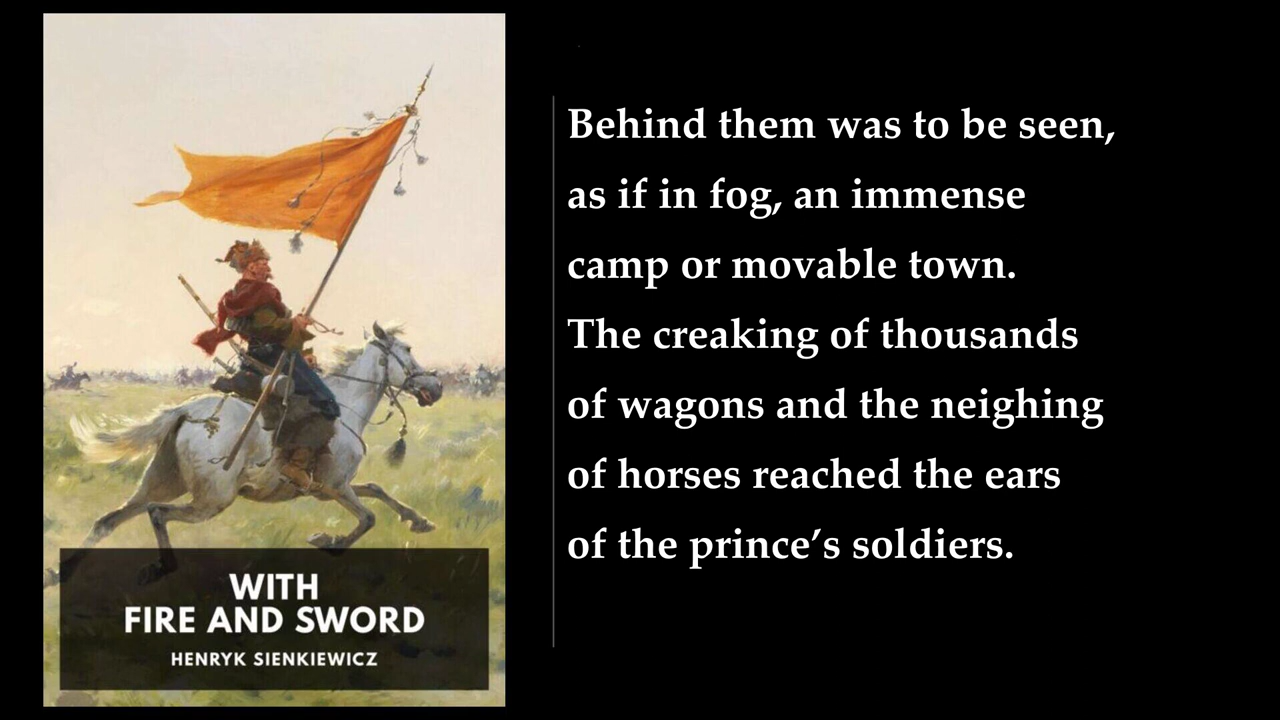 WITH
FIRE AND SWORD
HENRYK SIENKIEWICZ
Behind them was to be seen,
as if in fog, an immense
camp or movable town.
The creaking of thousands
of wagons and the neighing
of horses reached the ears
of the prince’s soldiers.